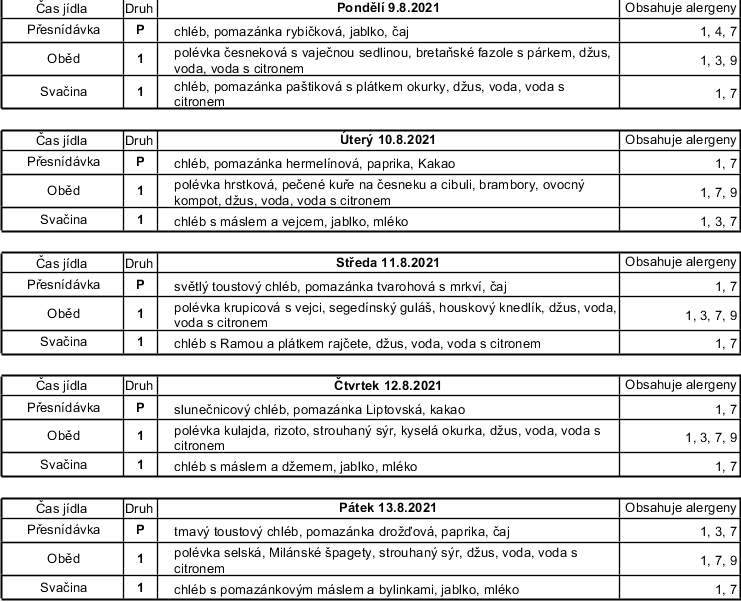 Čas jídla Druh Pondělí 9.8.2021 Obsahuje alergeny
Přesnídávka P chléb, pomazánka rybičková, jablko, čaj 1, 4, 7
Oběd 1 polévka česneková s vaječnou sedlinou, bretaňské fazole s párkem, džus,
voda, voda s citronem 1, 3, 9
Svačina 1 chléb, pomazánka paštiková s plátkem okurky, džus, voda, voda s
citronem 1, 7
Čas jídla Druh Úterý 10.8.2021 Obsahuje alergeny
Přesnídávka P chléb, pomazánka hermelínová, paprika, Kakao 1, 7
Oběd 1 polévka hrstková, pečené kuře na česneku a cibuli, brambory, ovocný
kompot, džus, voda, voda s citronem 1, 7, 9
Svačina 1 chléb s máslem a vejcem, jablko, mléko 1, 3, 7
Čas jídla Druh Středa 11.8.2021 Obsahuje alergeny
Přesnídávka P světlý toustový chléb, pomazánka tvarohová s mrkví, čaj 1, 7
Oběd 1 polévka krupicová s vejci, segedínský guláš, houskový knedlík, džus, voda,
voda s citronem 1, 3, 7, 9
Svačina 1 chléb s Ramou a plátkem rajčete, džus, voda, voda s citronem 1, 7
Čas jídla Druh Čtvrtek 12.8.2021 Obsahuje alergeny
Přesnídávka P slunečnicový chléb, pomazánka Liptovská, kakao 1, 7
Oběd 1 polévka kulajda, rizoto, strouhaný sýr, kyselá okurka, džus, voda, voda s
citronem 1, 3, 7, 9
Svačina 1 chléb s máslem a džemem, jablko, mléko 1, 7
Čas jídla Druh Pátek 13.8.2021 Obsahuje alergeny
Přesnídávka P tmavý toustový chléb, pomazánka drožďová, paprika, čaj 1, 3, 7
Oběd 1 polévka selská, Milánské špagety, strouhaný sýr, džus, voda, voda s
citronem 1, 7, 9
Svačina 1 chléb s pomazánkovým máslem a bylinkami, jablko, mléko 1, 7